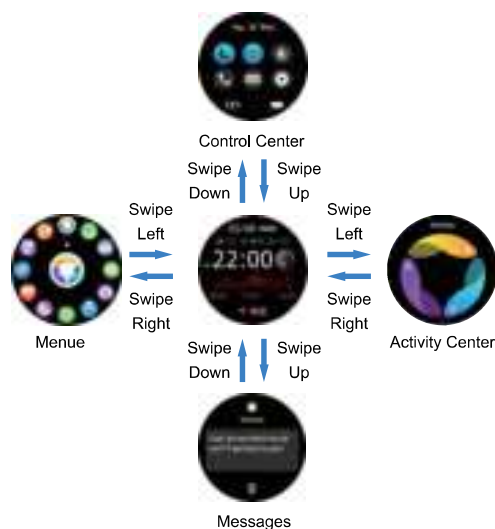 Control Center
Swipe
Down
Swipe
Up
Swipe
Left
Swipe
Right
Menue
22:00
Swipe
Left
Swipe
Right
Activity Center
Swipe
Down
Swipe
Up
Messages